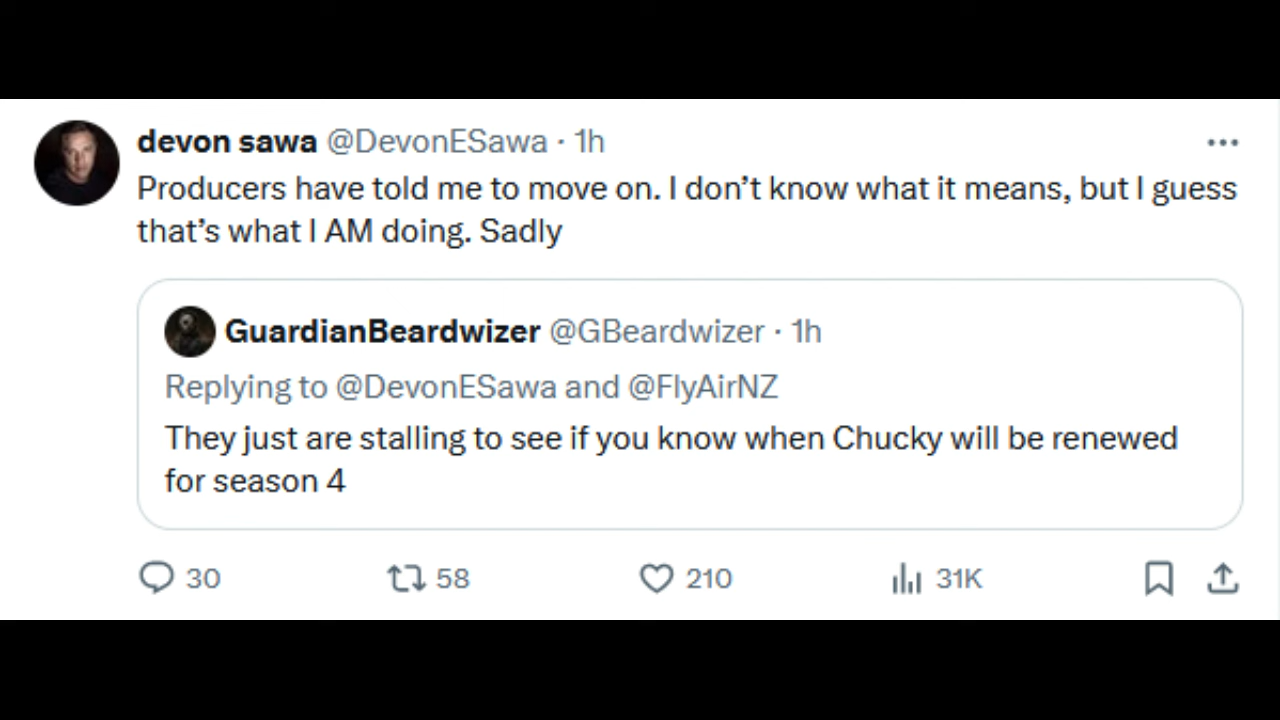 devon sawa @DevonESawa · 1h
Producers have told me to move on. I don’t know what it means, but I guess
that’s what I AM doing. Sadly
GuardianBeardwizer @GBeardwizer · 1h
Replying to @DevonESawa and @FlyAirNZ
They just are stalling to see if you know when Chucky will be renewed
for season 4
30 58 210 31K